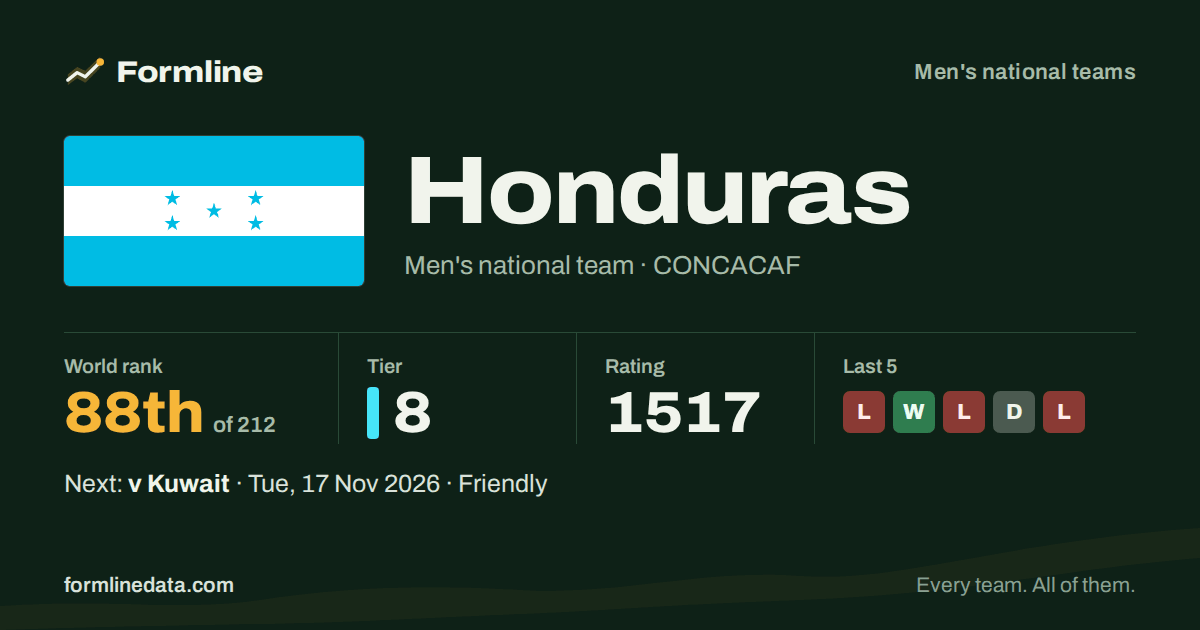 Formline
Men's national teams
Honduras
Men's national team · CONCACAF
World rank
88th of 212
Tier
8
Rating
1517
Last 5
L W L D L
Next: v Kuwait · Tue, 17 Nov 2026 · Friendly
formlinedata.com
Every team. All of them.